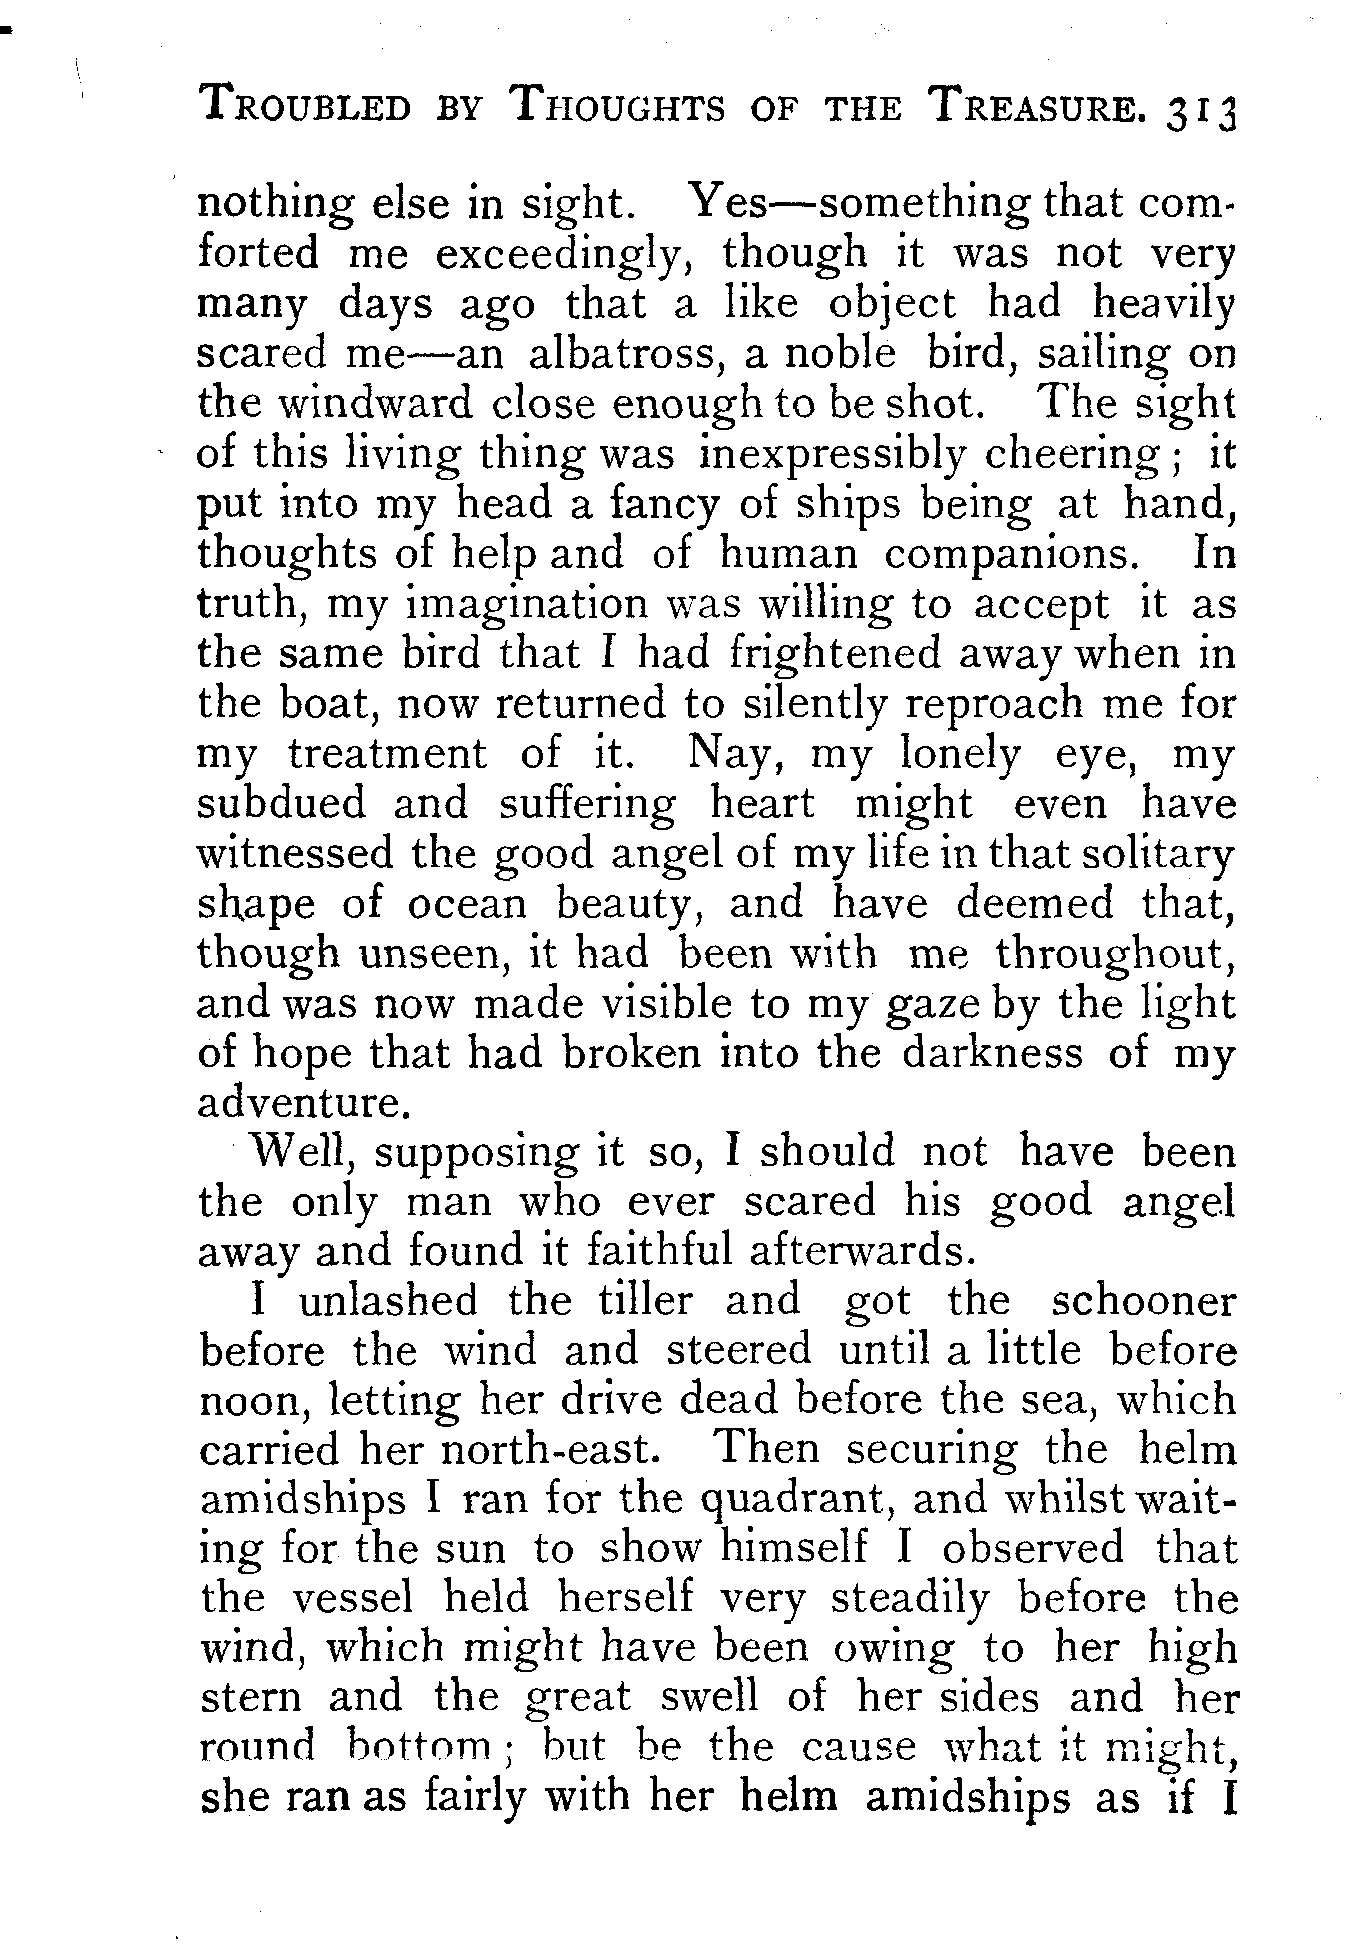 TROUBLED BY THOUGHTS OF THE TREASURE. 313
nothing else in sight. Yes—something that com-
forted me exceedingly, though it was not very
many days ago that a like object had heavily
scared me—an albatross, a noble bird, sailing on
the windward close enough to be shot. The sight
of this living thing was inexpressibly cheering ; it
put into my head a fancy of ships being at hand,
thoughts of help and of human companions. In
truth, my imagination was willing to accept it as
the same bird that I had frightened away when in
the boat, now returned to silently reproach me for
my treatment of it. Nay, my lonely eye, my
subdued and suffering heart might even have
witnessed the good angel of my life in that solitary
shape of ocean beauty, and have deemed that,
though unseen, it had been with me throughout,
and was now made visible to my gaze by the light
of hope that had broken into the darkness of my
adventure.
Well, supposing it so, I should not have been
the only man who ever scared his good angel
away and found it faithful afterwards.
I unlashed the tiller and got the schooner
before the wind and steered until a little before
noon, letting her drive dead before the sea, which
carried her north-east. Then securing the helm
amidships I ran for the quadrant, and whilst wait-
ing for the sun to show himself I observed that
the vessel held herself very steadily before the
wind, which might have been owing to her high
stern and the great swell of her sides and her
round bottom ; but be the cause what it might,
she ran as fairly with her helm amidships as if I